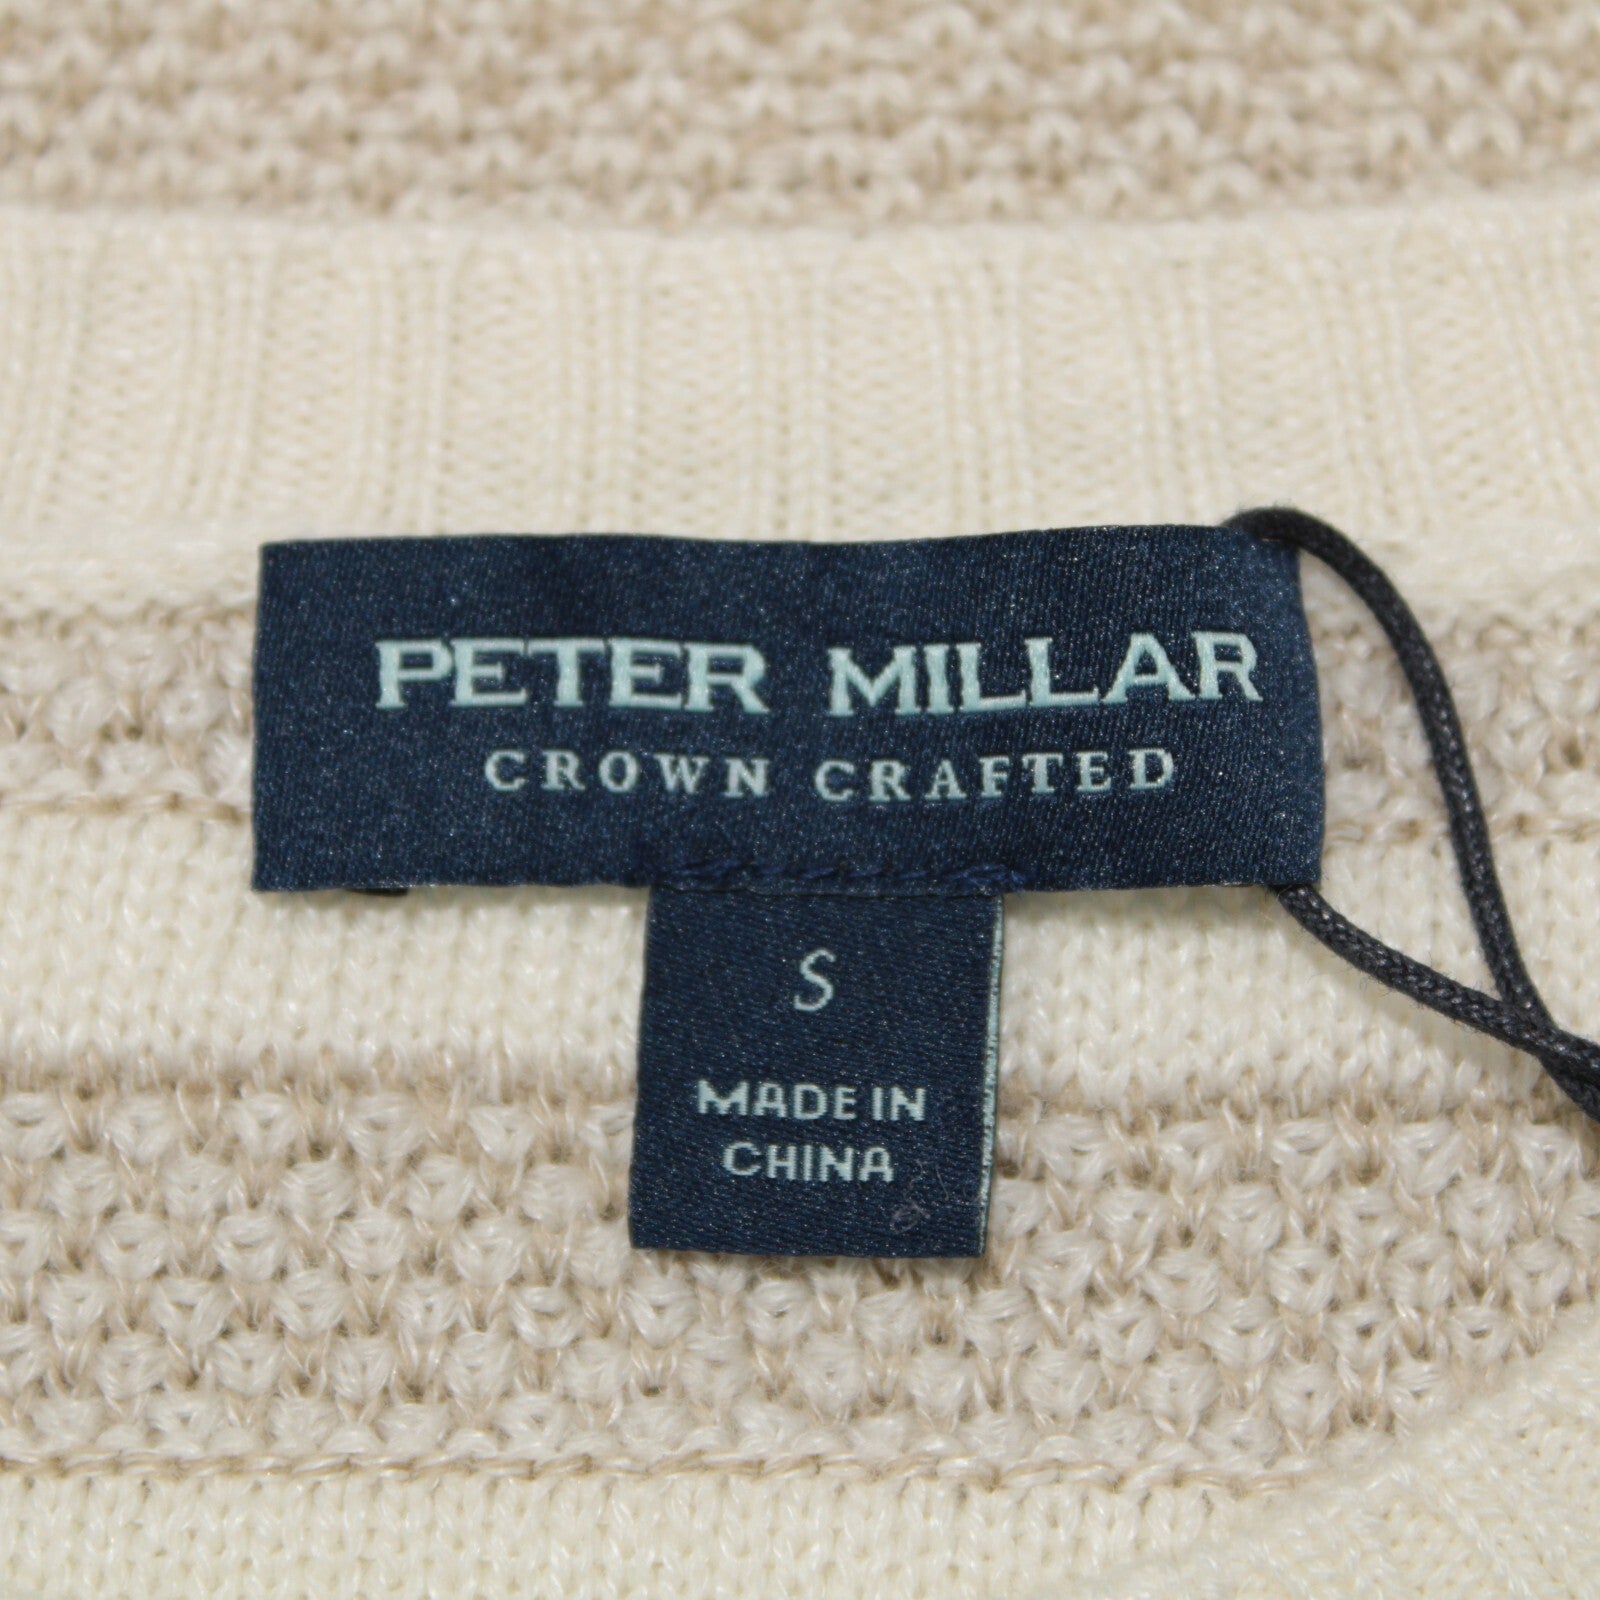 PETER MILLAR
CROWN CRAFTED
S
MADE IN
CHINA